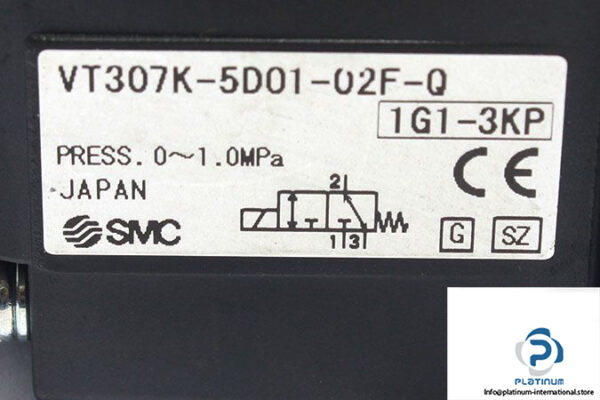 VT307K-5D01-02F-Q
1G1-3KP
PRESS. 0~1.0MPa
JAPAN
CE
SMC
2
1 3
G
SZ
PLATINUM
Info@platinum-international.store